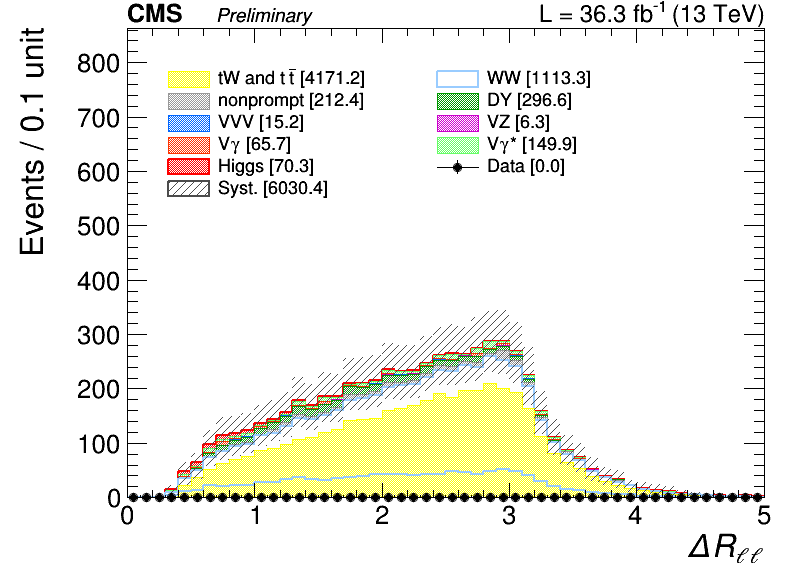 CMS Preliminary L = 36.3 fb⁻¹ (13 TeV)
Events / 0.1 unit
800
700
600
500
400
300
200
100
0
tW and tt̄ [4171.2] WW [1113.3]
nonprompt [212.4] DY [296.6]
VVV [15.2] VZ [6.3]
Vγ [65.7] Vγ* [149.9]
Higgs [70.3] Data [0.0]
Syst. [6030.4]
0 1 2 3 4 5
ΔR_ℓℓ